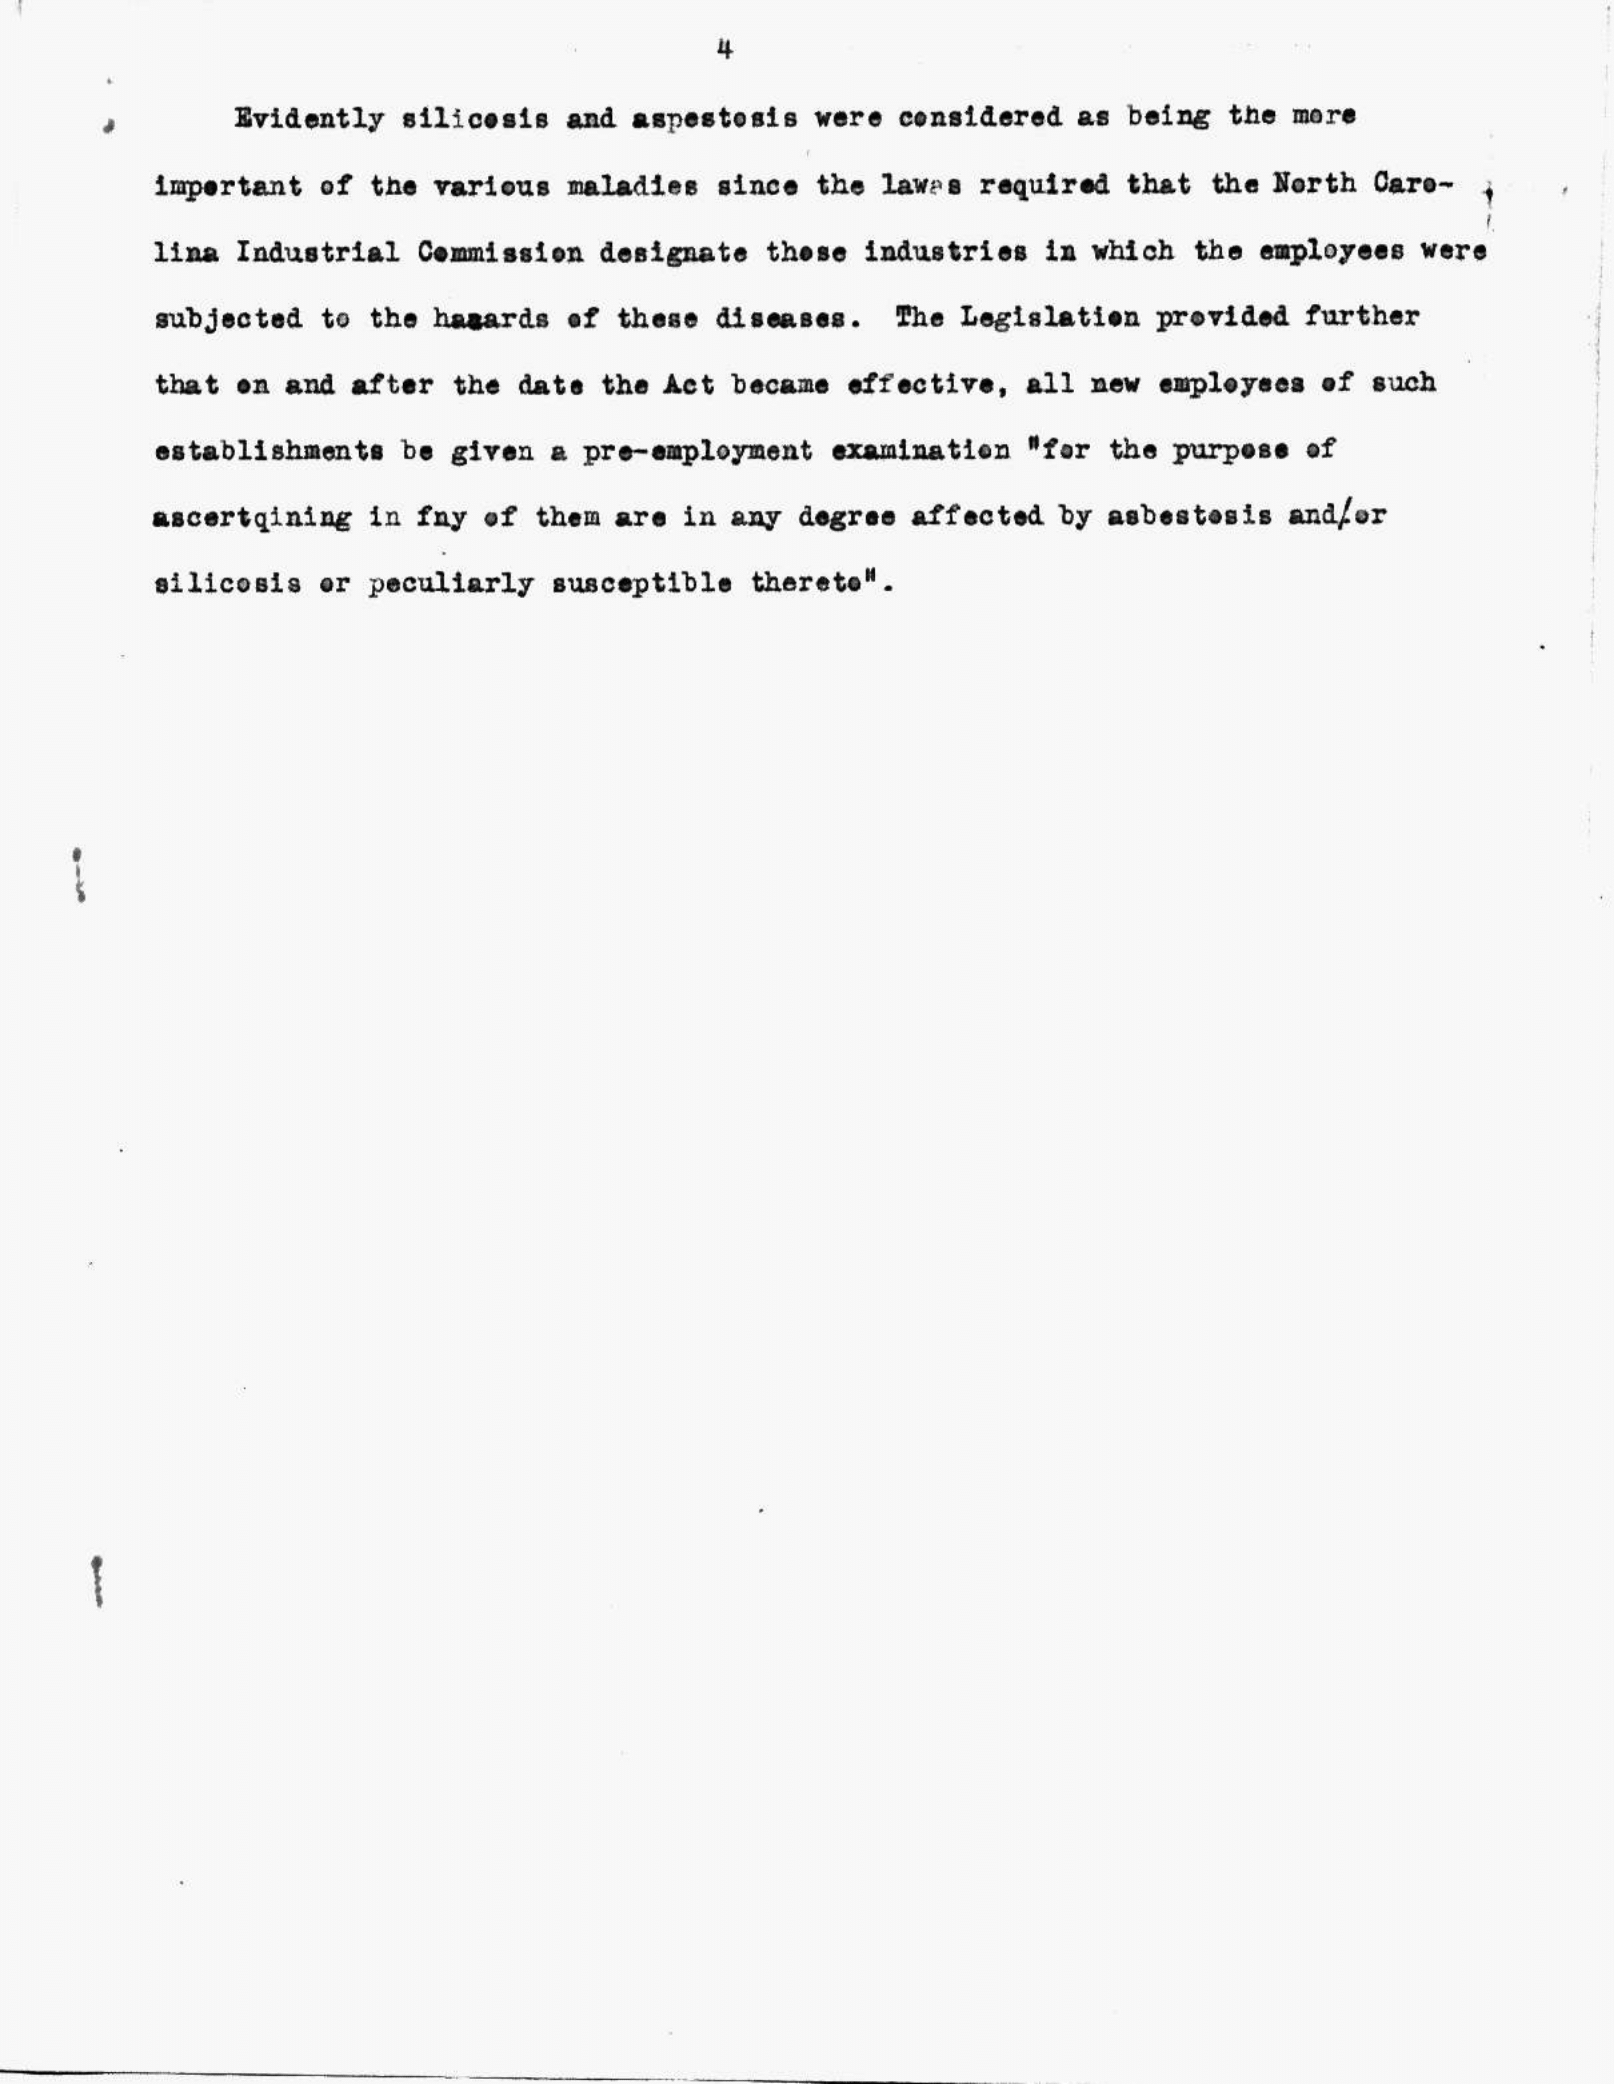 4
Evidently silicosis and aspestosis were considered as being the more
important of the various maladies since the lawes required that the North Caro-
lina Industrial Commission designate those industries in which the employees were
subjected to the hazards of these diseases. The Legislation provided further
that on and after the date the Act became effective, all new employees of such
establishments be given a pre-employment examination "for the purpose of
ascertqining in fny of them are in any degree affected by asbestosis and/or
silicosis or peculiarly susceptible thereto".